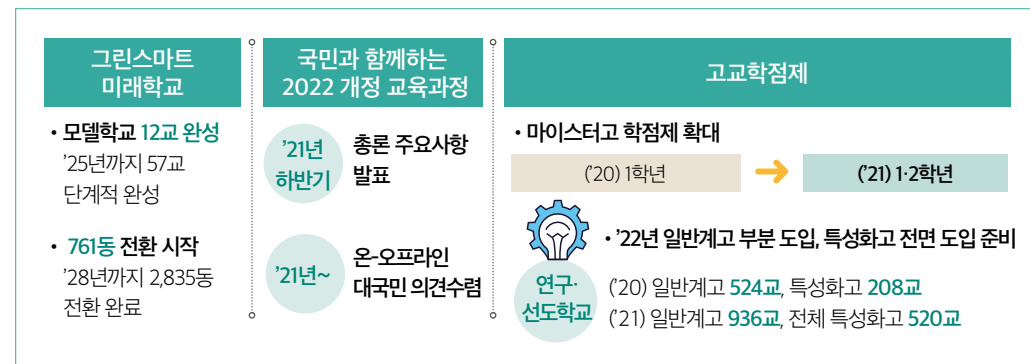 그린스마트
미래학교
• 모델학교 12교 완성
’25년까지 57교
단계적 완성
• 761동 전환 시작
’28년까지 2,835동
전환 완료
국민과 함께하는
2022 개정 교육과정
’21년
하반기
총론 주요사항
발표
’21년~
온-오프라인
대국민 의견수렴
고교학점제
• 마이스터고 학점제 확대
(’20) 1학년
(’21) 1·2학년
• ’22년 일반계고 부분 도입, 특성화고 전면 도입 준비
연구·
선도학교
(’20) 일반계고 524교, 특성화고 208교
(’21) 일반계고 936교, 전체 특성화고 520교